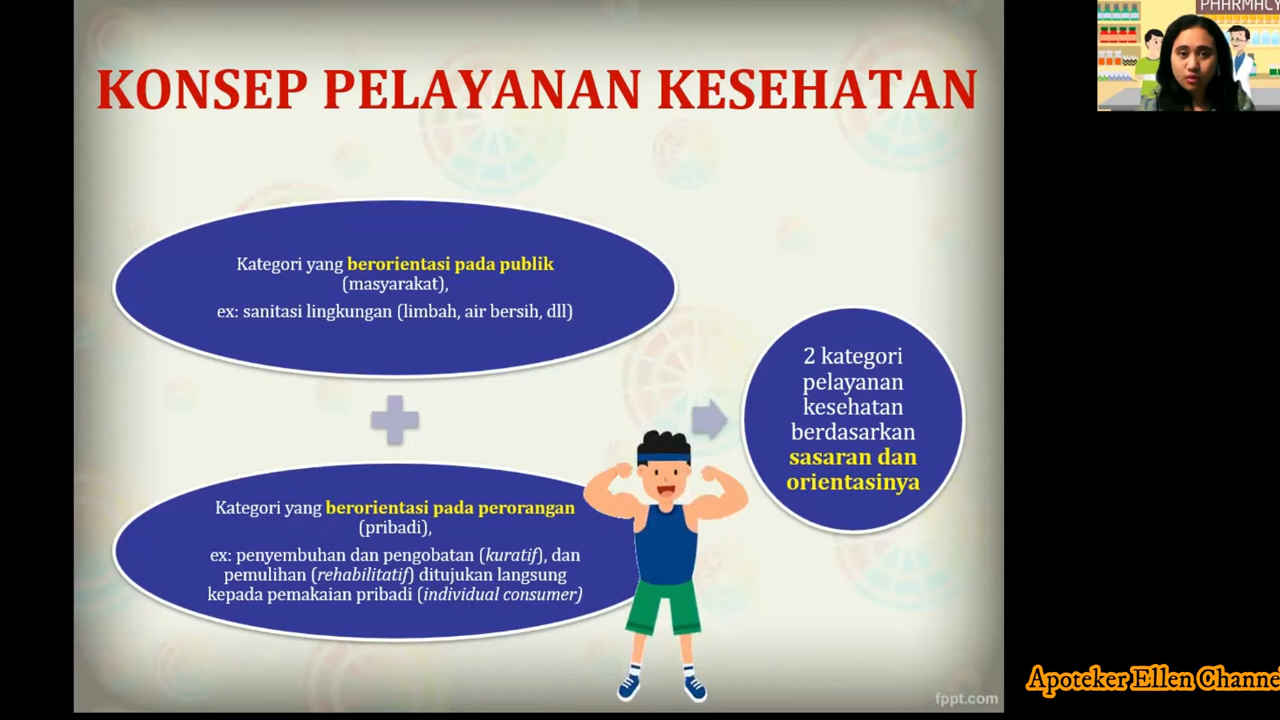 KONSEP PELAYANAN KESEHATAN
Kategori yang berorientasi pada publik
(masyarakat),
ex: sanitasi lingkungan (limbah, air bersih, dll)
Kategori yang berorientasi pada perorangan
(pribadi),
ex: penyembuhan dan pengobatan (kuratif), dan
pemulihan (rehabilitatif) ditujukan langsung
kepada pemakaian pribadi (individual consumer)
2 kategori
pelayanan
kesehatan
berdasarkan
sasaran dan
orientasinya
PHARMACY
Apoteker Ellen Channe
fppt.com